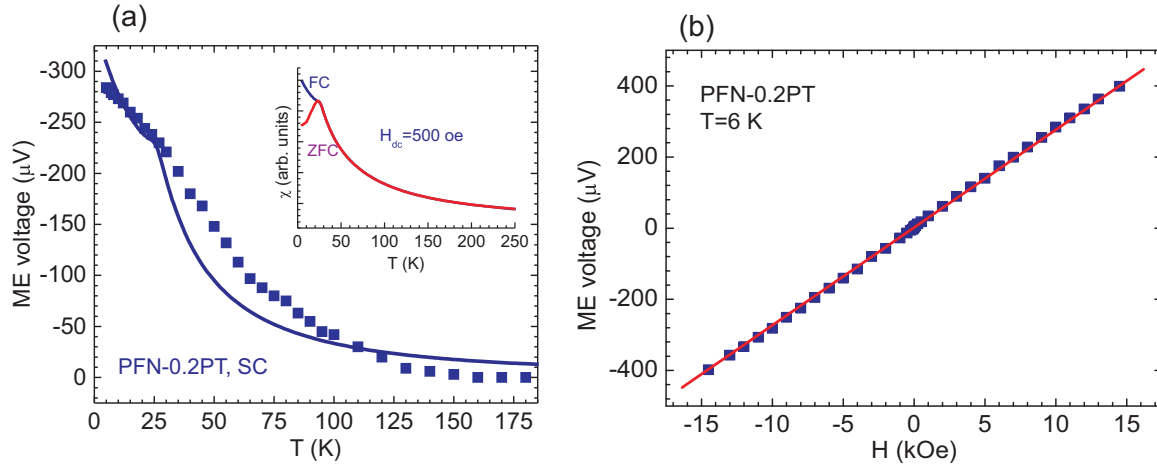 (a)
-300
-250
-200
-150
-100
-50
0
ME voltage (μV)
0 25 50 75 100 125 150 175
T (K)
PFN-0.2PT, SC
FC
ZFC
H_dc=500 oe
χ (arb. units)
0 50 100 150 200 250
T (K)
(b)
400
200
0
-200
-400
ME voltage (μV)
PFN-0.2PT
T=6 K
-15 -10 -5 0 5 10 15
H (kOe)